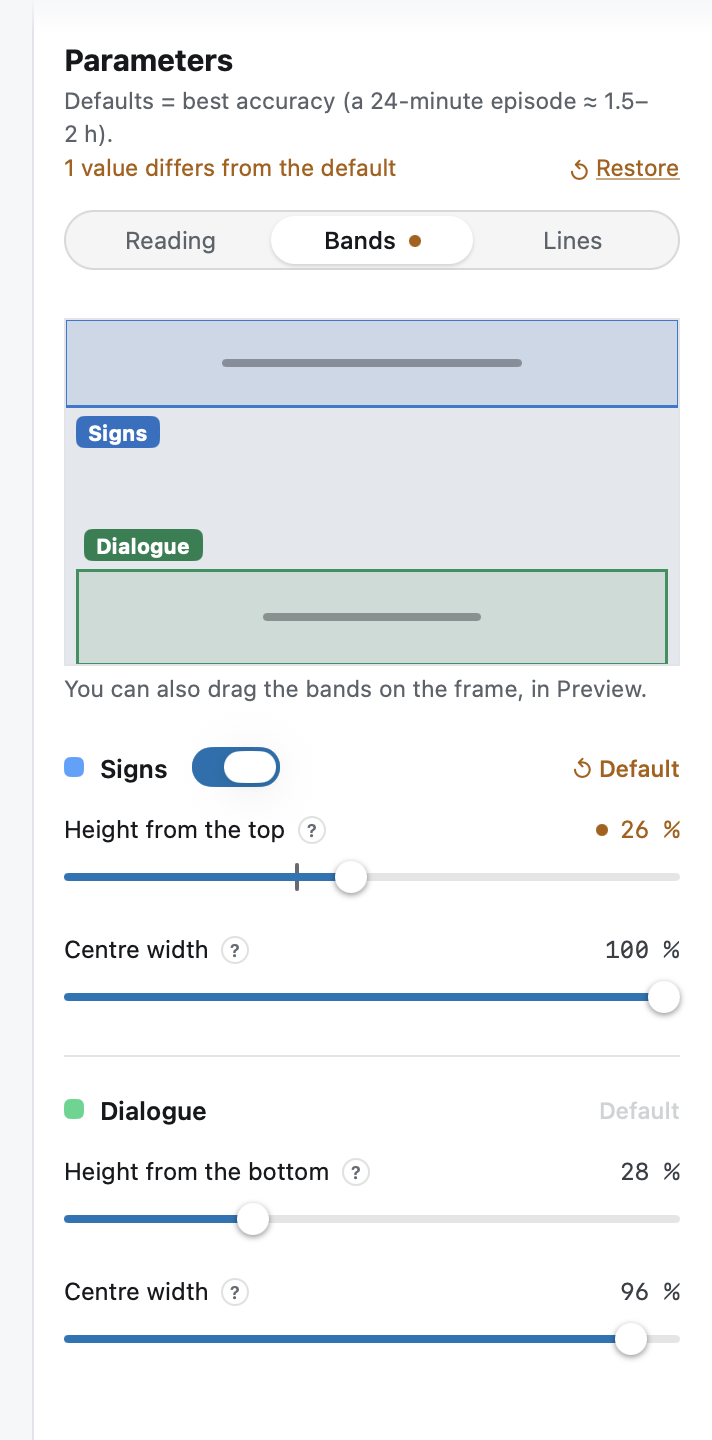 Parameters
Defaults = best accuracy (a 24-minute episode ≈ 1.5–
2 h).
1 value differs from the default
Restore
Reading
Bands
Lines
Signs
Dialogue
You can also drag the bands on the frame, in Preview.
Signs
Default
Height from the top ?
26 %
Centre width ?
100 %
Dialogue
Default
Height from the bottom ?
28 %
Centre width ?
96 %